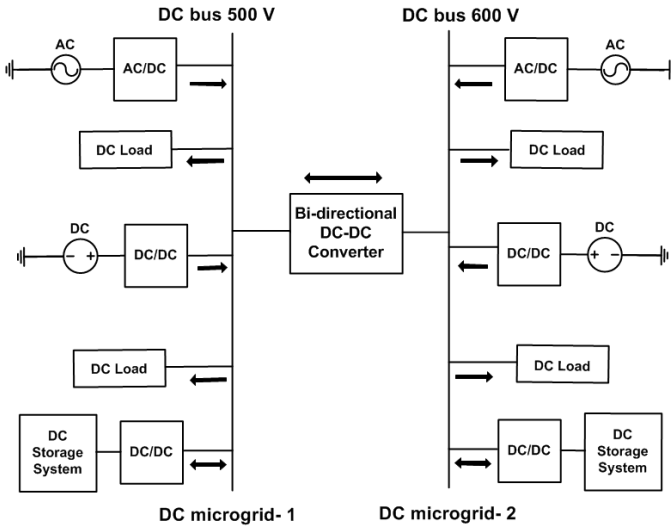 DC bus 500 V
DC bus 600 V
AC
AC/DC
AC/DC
AC
DC Load
DC Load
Bi-directional
DC-DC
Converter
DC
- +
DC/DC
DC/DC
DC
+ -
DC Load
DC Load
DC
Storage
System
DC/DC
DC/DC
DC
Storage
System
DC microgrid- 1
DC microgrid- 2